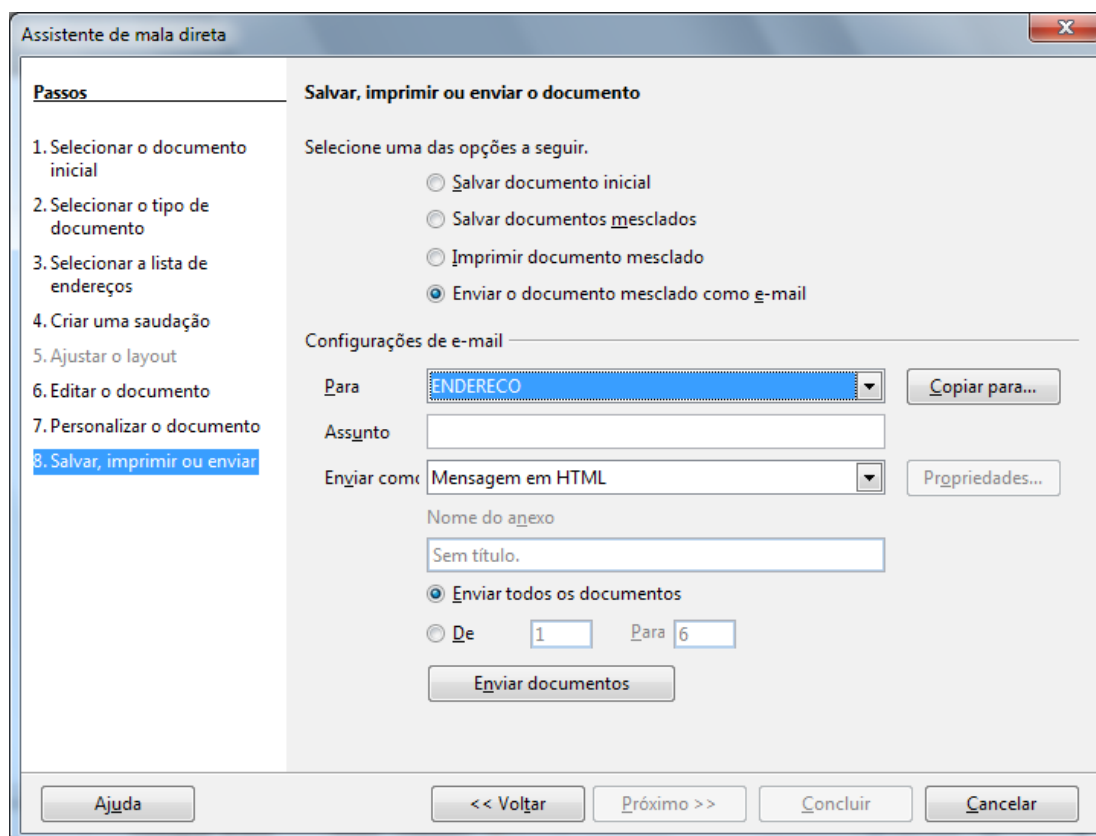 Assistente de mala direta
Passos
1. Selecionar o documento
inicial
2. Selecionar o tipo de
documento
3. Selecionar a lista de
endereços
4. Criar uma saudação
5. Ajustar o layout
6. Editar o documento
7. Personalizar o documento
8. Salvar, imprimir ou enviar
Salvar, imprimir ou enviar o documento
Selecione uma das opções a seguir.
Salvar documento inicial
Salvar documentos mesclados
Imprimir documento mesclado
Enviar o documento mesclado como e-mail
Configurações de e-mail
Para ENDERECO Copiar para...
Assunto
Enviar como Mensagem em HTML Propriedades...
Nome do anexo
Sem título.
Enviar todos os documentos
De 1 Para 6
Enviar documentos
Ajuda << Voltar Próximo >> Concluir Cancelar